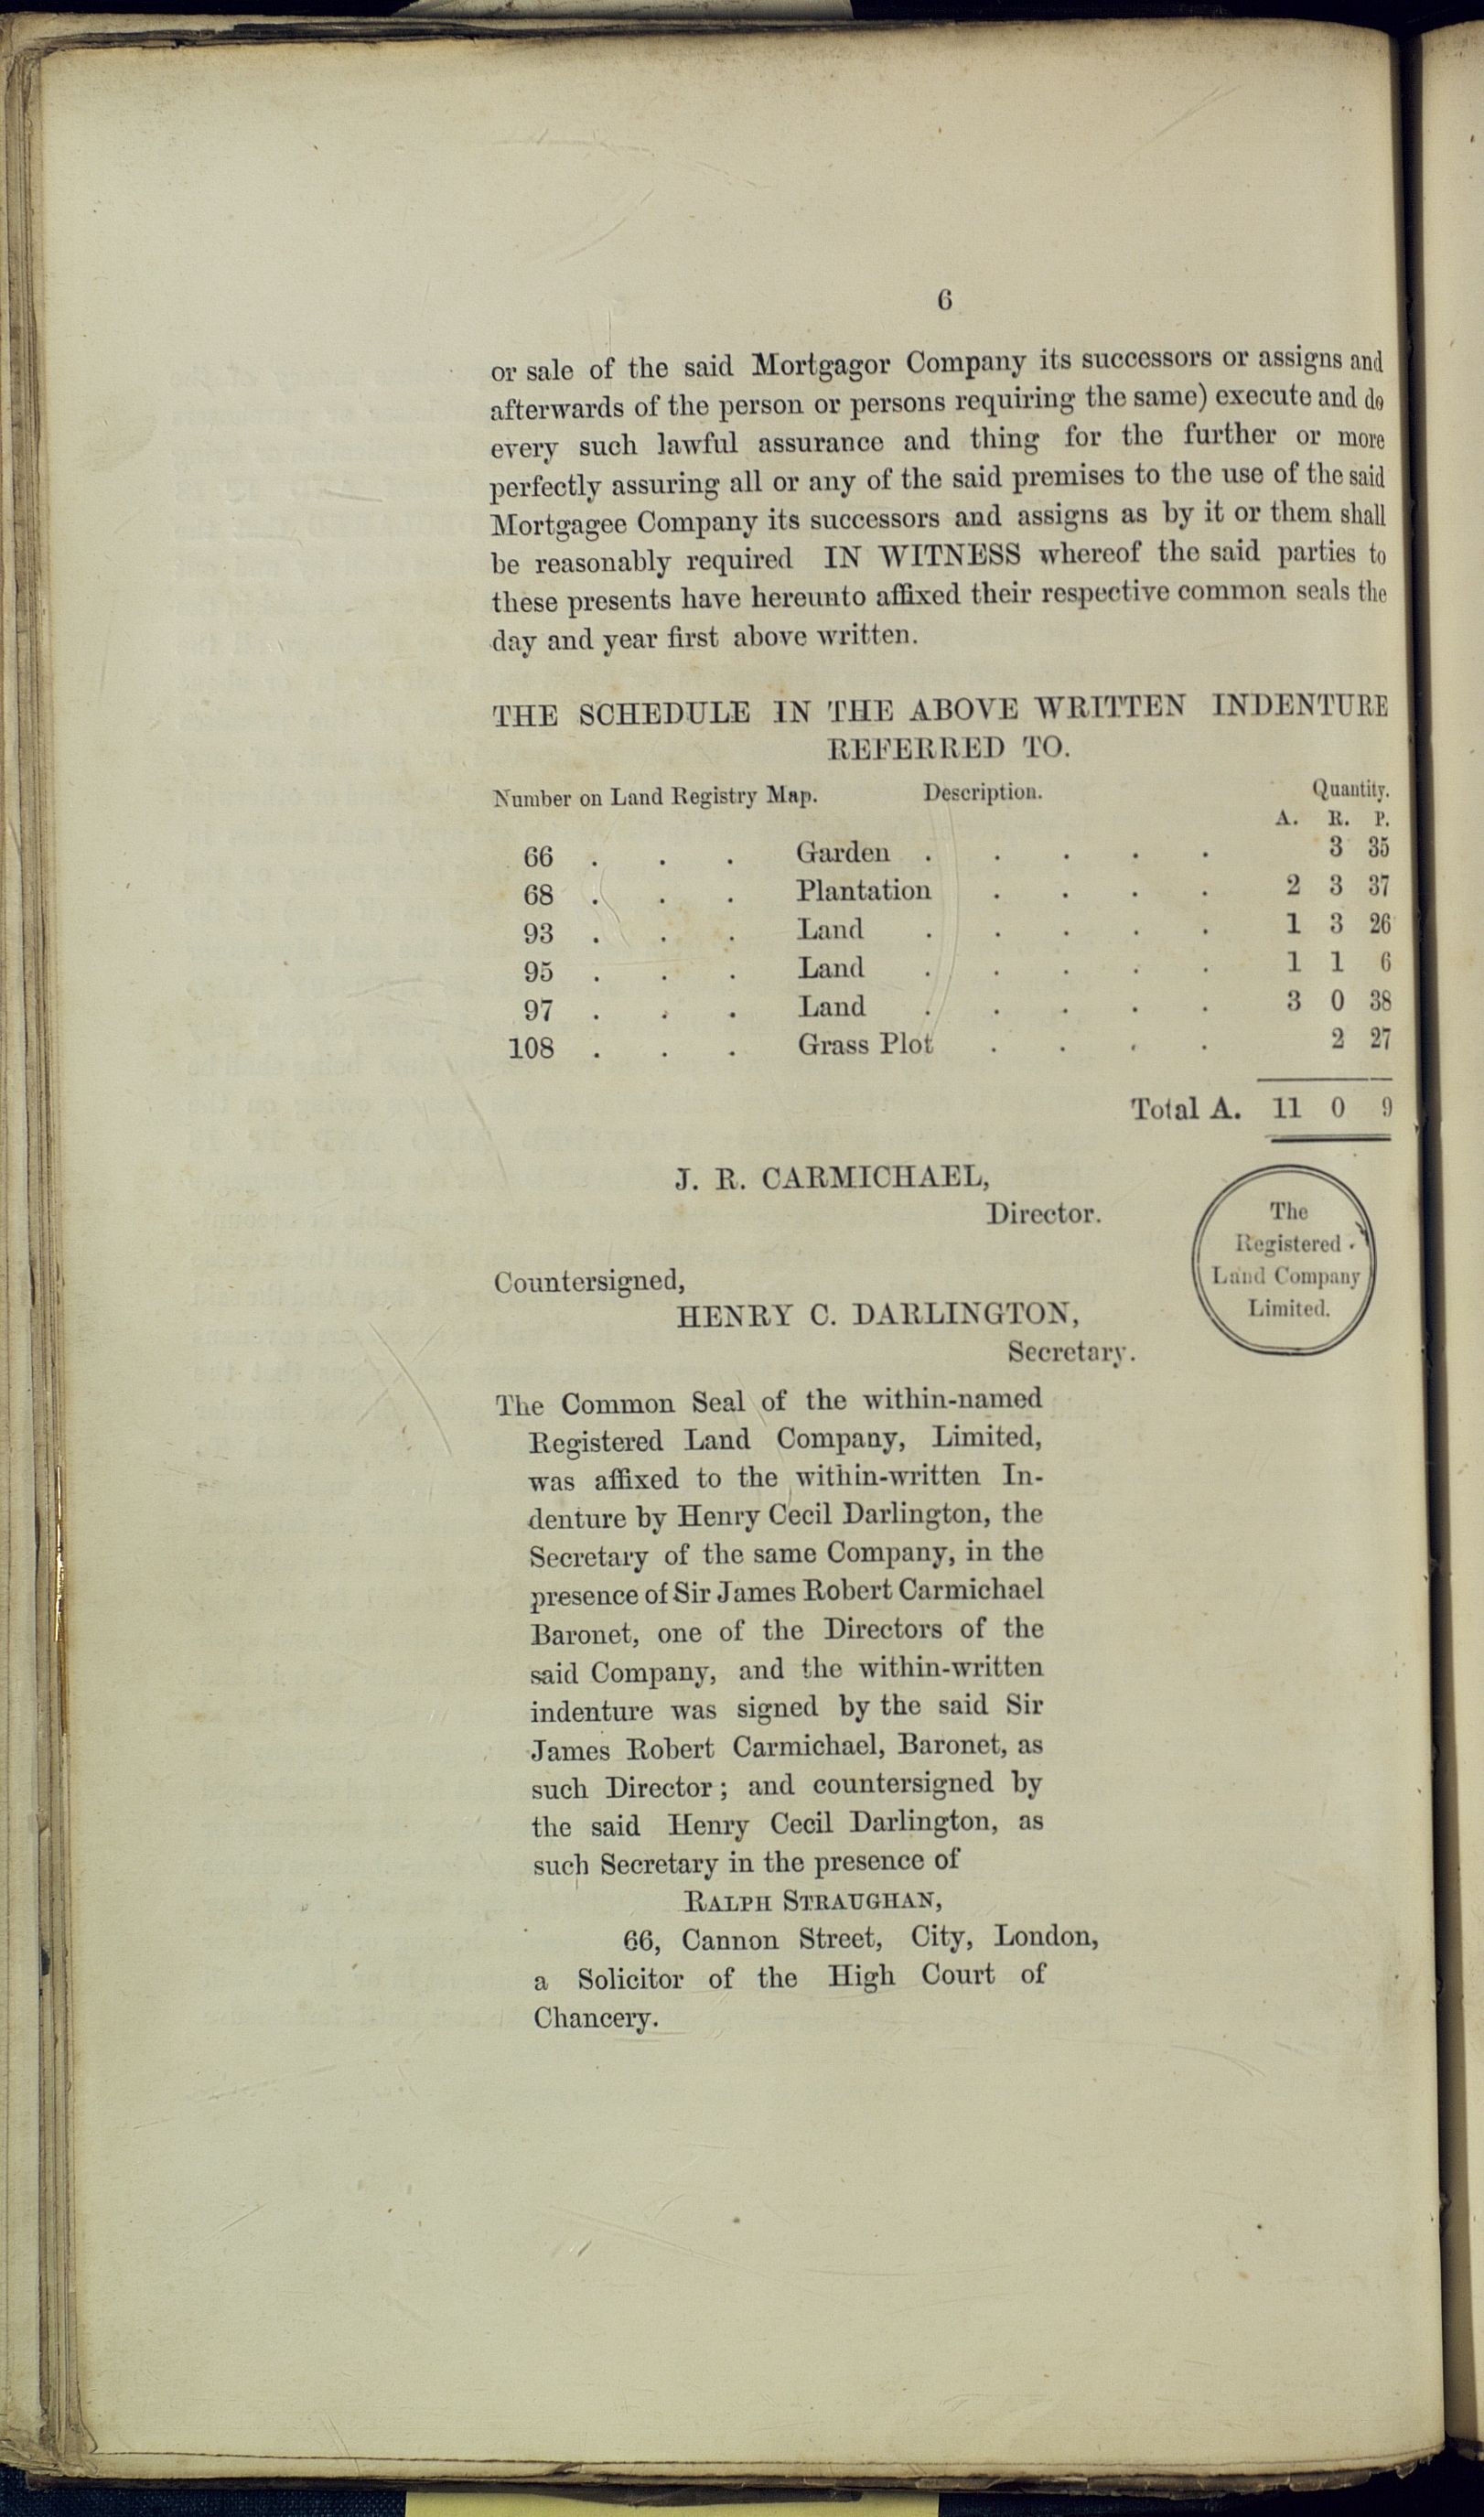 6
or sale of the said Mortgagor Company its successors or assigns and
afterwards of the person or persons requiring the same) execute and do
every such lawful assurance and thing for the further or more
perfectly assuring all or any of the said premises to the use of the said
Mortgagee Company its successors and assigns as by it or them shall
be reasonably required IN WITNESS whereof the said parties to
these presents have hereunto affixed their respective common seals the
day and year first above written.
THE SCHEDULE IN THE ABOVE WRITTEN INDENTURE
REFERRED TO.
Number on Land Registry Map. Description. Quantity.
A. R. P.
66 . . . Garden . . . . . 3 35
68 . . . Plantation . . . . 2 3 37
93 . . . Land . . . . . 1 3 26
95 . . . Land . . . . . 1 1 6
97 . . . Land . . . . . 3 0 38
108 . . . Grass Plot . . . . 2 27
Total A. 11 0 9
J. R. CARMICHAEL,
Director.
The
Registered
Land Company
Limited.
Countersigned,
HENRY C. DARLINGTON,
Secretary.
The Common Seal of the within-named
Registered Land Company, Limited,
was affixed to the within-written In-
denture by Henry Cecil Darlington, the
Secretary of the same Company, in the
presence of Sir James Robert Carmichael
Baronet, one of the Directors of the
said Company, and the within-written
indenture was signed by the said Sir
James Robert Carmichael, Baronet, as
such Director; and countersigned by
the said Henry Cecil Darlington, as
such Secretary in the presence of
RALPH STRAUGHAN,
66, Cannon Street, City, London,
a Solicitor of the High Court of
Chancery.